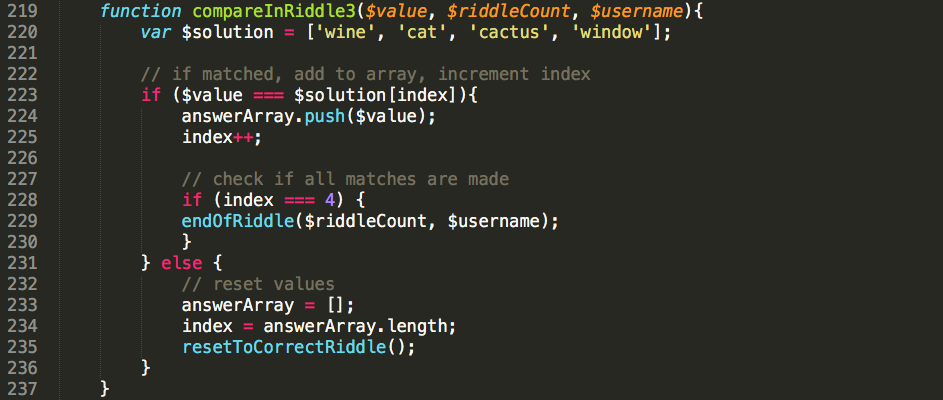 219 function compareInRiddle3($value, $riddleCount, $username){
220 var $solution = ['wine', 'cat', 'cactus', 'window'];
221
222 // if matched, add to array, increment index
223 if ($value === $solution[index]){
224 answerArray.push($value);
225 index++;
226
227 // check if all matches are made
228 if (index === 4) {
229 endOfRiddle($riddleCount, $username);
230 }
231 } else {
232 // reset values
233 answerArray = [];
234 index = answerArray.length;
235 resetToCorrectRiddle();
236 }
237 }